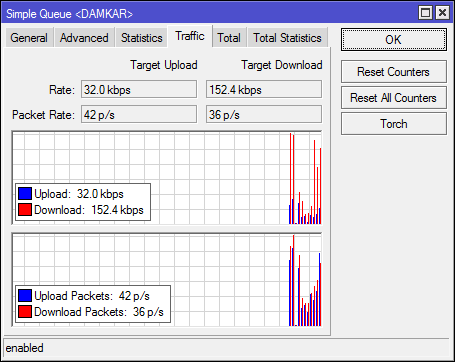 Simple Queue <DAMKAR>
General Advanced Statistics Traffic Total Total Statistics
OK
Reset Counters
Reset All Counters
Torch
Target Upload Target Download
Rate: 32.0 kbps 152.4 kbps
Packet Rate: 42 p/s 36 p/s
Upload: 32.0 kbps
Download: 152.4 kbps
Upload Packets: 42 p/s
Download Packets: 36 p/s
enabled